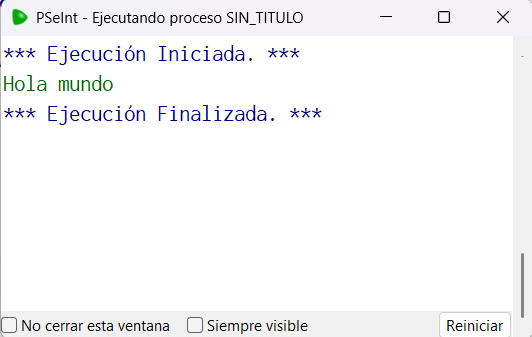 PSeInt - Ejecutando proceso SIN_TITULO
*** Ejecución Iniciada. ***
Hola mundo
*** Ejecución Finalizada. ***
No cerrar esta ventana
Siempre visible
Reiniciar